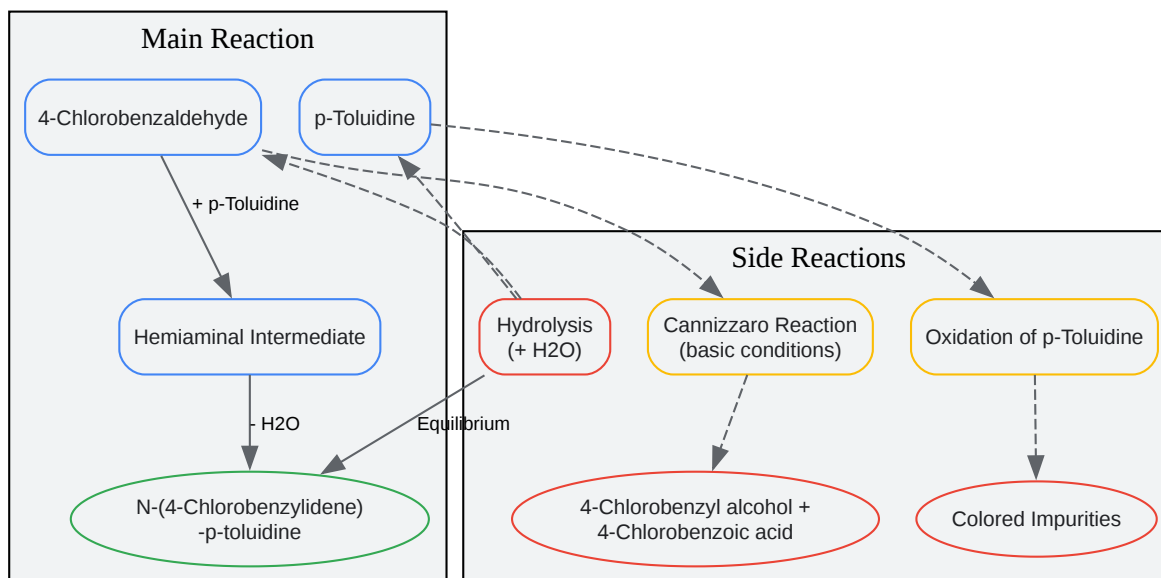 Main Reaction
4-Chlorobenzaldehyde
p-Toluidine
+ p-Toluidine
Side Reactions
Hemiaminal Intermediate
Hydrolysis
(+ H2O)
Cannizzaro Reaction
(basic conditions)
Oxidation of p-Toluidine
- H2O
Equilibrium
N-(4-Chlorobenzylidene)
-p-toluidine
4-Chlorobenzyl alcohol +
4-Chlorobenzoic acid
Colored Impurities